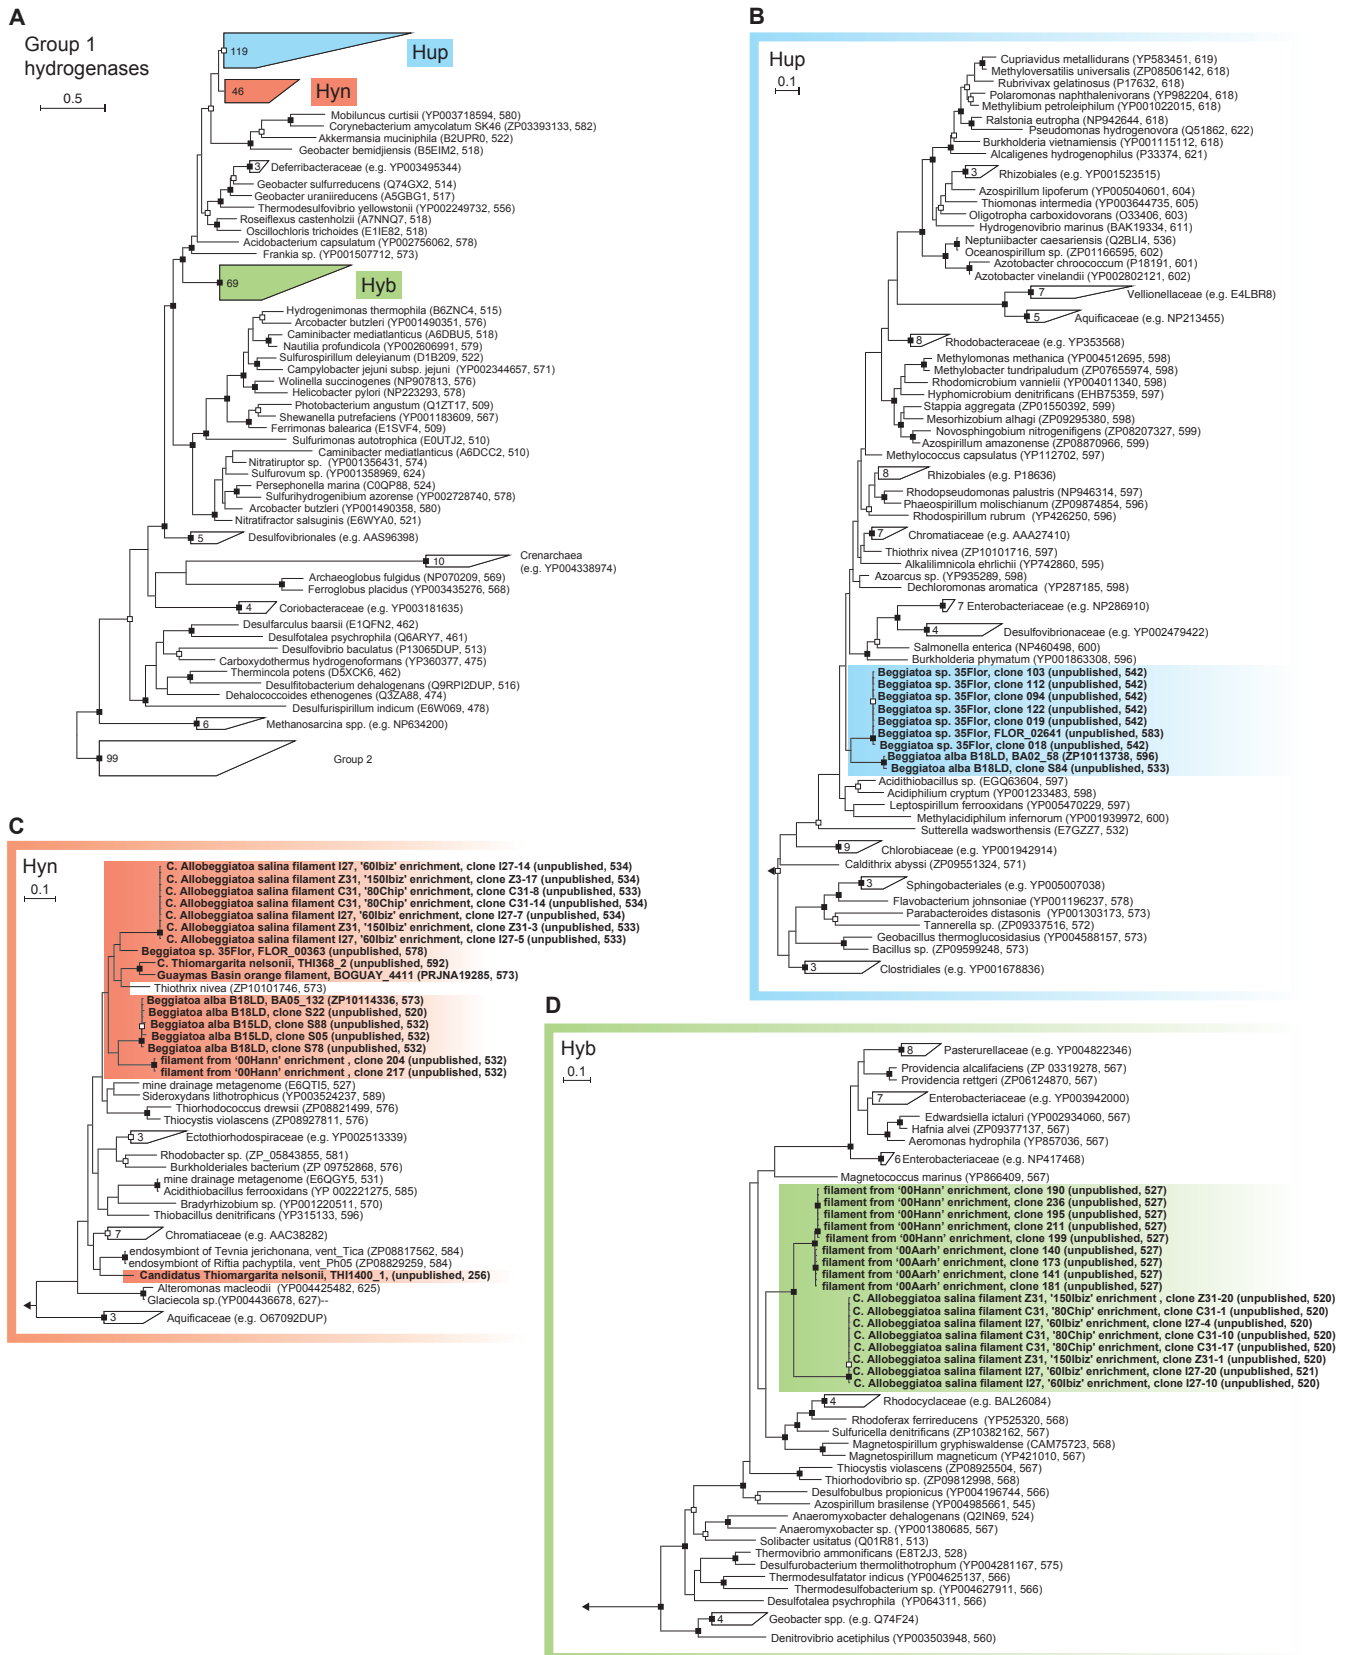 A
Group 1
hydrogenases
0.5
119
Hup
46
Hyn
Mobiluncus curtisii (YP003718594, 580)
Corynebacterium amycolatum SK46 (ZP03393133, 582)
Akkermansia muciniphila (B2UPR0, 522)
Geobacter bemidjiensis (B5EIM2, 518)
3 Deferribacteraceae (e.g. YP003495344)
Geobacter sulfurreducens (Q74GX2, 514)
Geobacter uraniireducens (A5GBG1, 517)
Thermodesulfovibrio yellowstonii (YP002249732, 556)
Roseiflexus castenholzii (A7NNQ7, 518)
Oscillochloris trichoides (E1IE82, 518)
Acidobacterium capsulatum (YP002756062, 578)
Frankia sp. (YP001507712, 573)
69
Hyb
Hydrogenimonas thermophila (B6ZNC4, 515)
Arcobacter butzleri (YP001490351, 576)
Caminibacter mediatlanticus (A6DBU5, 518)
Nautilia profundicola (YP002606991, 579)
Sulfurospirillum deleyianum (D1B209, 522)
Campylobacter jejuni subsp. jejuni (YP002344657, 571)
Wolinella succinogenes (NP907813, 576)
Helicobacter pylori (NP223293, 578)
Photobacterium angustum (Q1ZT17, 509)
Shewanella putrefaciens (YP001183609, 567)
Ferrimonas balearica (E1SVF4, 509)
Sulfurimonas autotrophica (E0UTJ2, 510)
Caminibacter mediatlanticus (A6DCC2, 510)
Nitratiruptor sp. (YP001356431, 574)
Sulfurovum sp. (YP001358969, 624)
Persephonella marina (C0QP88, 524)
Sulfurihydrogenibium azorense (YP002728740, 578)
Arcobacter butzleri (YP001490358, 580)
Nitratifractor salsuginis (E6WYA0, 521)
5 Desulfovibrionales (e.g. AAS96398)
10 Crenarchaea
(e.g. YP004338974)
Archaeoglobus fulgidus (NP070209, 569)
Ferroglobus placidus (YP003435276, 568)
4 Coriobacteraceae (e.g. YP003181635)
Desulfarculus baarsii (E1QFN2, 462)
Desulfotalea psychrophila (Q6ARY7, 461)
Desulfovibrio baculatus (P13065DUP, 513)
Carboxydothermus hydrogenoformans (YP360377, 475)
Thermincola potens (D5XCK6, 462)
Desulfitobacterium dehalogenans (Q9RPI2DUP, 516)
Dehalococcoides ethenogenes (Q3ZA88, 474)
Desulfurispirillum indicum (E6W069, 478)
6 Methanosarcina spp. (e.g. NP634200)
99 Group 2
B
Hup
0.1
Cupriavidus metallidurans (YP583451, 619)
Methyloversatilis universalis (ZP08506142, 618)
Rubrivivax gelatinosus (P17632, 618)
Polaromonas naphthalenivorans (YP982204, 618)
Methylibium petroleiphilum (YP001022015, 618)
Ralstonia eutropha (NP942644, 618)
Pseudomonas hydrogenovora (Q51862, 622)
Burkholderia vietnamiensis (YP001115112, 618)
Alcaligenes hydrogenophilus (P33374, 621)
3 Rhizobiales (e.g. YP001523515)
Azospirillum lipoferum (YP005040601, 604)
Thiomonas intermedia (YP003644735, 605)
Oligotropha carboxidovorans (O33406, 603)
Hydrogenovibrio marinus (BAK19334, 611)
Neptuniibacter caesariensis (Q2BLI4, 536)
Oceanospirillum sp. (ZP01166595, 602)
Azotobacter chroococcum (P18191, 601)
Azotobacter vinelandii (YP002802121, 602)
7 Vellionellaceae (e.g. E4LBR8)
5 Aquificaceae (e.g. NP213455)
8 Rhodobacteraceae (e.g. YP353568)
Methylomonas methanica (YP004512695, 598)
Methylobacter tundripaludum (ZP07655974, 598)
Rhodomicrobium vannielii (YP004011340, 598)
Hyphomicrobium denitrificans (EHB75359, 597)
Stappia aggregata (ZP01550392, 599)
Mesorhizobium alhagi (ZP09295380, 598)
Novosphingobium nitrogenifigens (ZP08207327, 599)
Azospirillum amazonense (ZP08870966, 599)
Methylococcus capsulatus (YP112702, 597)
8 Rhizobiales (e.g. P18636)
Rhodopseudomonas palustris (NP946314, 597)
Phaeospirillum molischianum (ZP09874854, 596)
Rhodospirillum rubrum (YP426250, 596)
7 Chromatiaceae (e.g. AAA27410)
Thiothrix nivea (ZP10101716, 597)
Alkalilimnicola ehrlichii (YP742860, 595)
Azoarcus sp. (YP935289, 598)
Dechloromonas aromatica (YP287185, 598)
7 Enterobacteriaceae (e.g. NP286910)
4 Desulfovibrionaceae (e.g. YP002479422)
Salmonella enterica (NP460498, 600)
Burkholderia phymatum (YP001863308, 596)
Beggiatoa sp. 35Flor, clone 103 (unpublished, 542)
Beggiatoa sp. 35Flor, clone 112 (unpublished, 542)
Beggiatoa sp. 35Flor, clone 094 (unpublished, 542)
Beggiatoa sp. 35Flor, clone 122 (unpublished, 542)
Beggiatoa sp. 35Flor, clone 019 (unpublished, 542)
Beggiatoa sp. 35Flor, FLOR_02641 (unpublished, 583)
Beggiatoa sp. 35Flor, clone 018 (unpublished, 542)
Beggiatoa alba B18LD, BA02_58 (ZP10113738, 596)
Beggiatoa alba B18LD, clone S84 (unpublished, 533)
Acidithiobacillus sp. (EGQ63604, 597)
Acidiphilium cryptum (YP001233483, 598)
Leptospirillum ferrooxidans (YP005470229, 597)
Methylacidiphilum infernorum (YP001939972, 600)
Sutterella wadsworthensis (E7GZZ7, 532)
9 Chlorobiaceae (e.g. YP001942914)
Caldithrix abyssi (ZP09551324, 571)
3 Sphingobacteriales (e.g. YP005007038)
Flavobacterium johnsoniae (YP001196237, 578)
Parabacteroides distasonis (YP001303173, 573)
Tannerella sp. (ZP09337516, 572)
Geobacillus thermoglucosidasius (YP004588157, 573)
Bacillus sp. (ZP09599248, 573)
3 Clostridiales (e.g. YP001678836)
C
Hyn
0.1
C. Allobeggiatoa salina filament I27, '60Ibiz' enrichment, clone I27-14 (unpublished, 534)
C. Allobeggiatoa salina filament Z31, '150Ibiz' enrichment, clone Z3-17 (unpublished, 534)
C. Allobeggiatoa salina filament C31, '80Chip' enrichment, clone C31-8 (unpublished, 533)
C. Allobeggiatoa salina filament C31, '80Chip' enrichment, clone C31-14 (unpublished, 534)
C. Allobeggiatoa salina filament I27, '60Ibiz' enrichment, clone I27-7 (unpublished, 534)
C. Allobeggiatoa salina filament Z31, '150Ibiz' enrichment, clone Z31-3 (unpublished, 533)
C. Allobeggiatoa salina filament I27, '60Ibiz' enrichment, clone I27-5 (unpublished, 533)
Beggiatoa sp. 35Flor, FLOR_00363 (unpublished, 578)
C. Thiomargarita nelsonii, THI368_2 (unpublished, 592)
Guaymas Basin orange filament, BOGUAY_4411 (PRJNA19285, 573)
Thiothrix nivea (ZP10101746, 573)
Beggiatoa alba B18LD, BA05_132 (ZP10114336, 573)
Beggiatoa alba B18LD, clone S22 (unpublished, 520)
Beggiatoa alba B15LD, clone S88 (unpublished, 532)
Beggiatoa alba B15LD, clone S05 (unpublished, 532)
Beggiatoa alba B18LD, clone S78 (unpublished, 532)
filament from ‘00Hann’ enrichment , clone 204 (unpublished, 532)
filament from ‘00Hann’ enrichment , clone 217 (unpublished, 532)
mine drainage metagenome (E6QTI5, 527)
Sideroxydans lithotrophicus (YP003524237, 589)
Thiorhodococcus drewsii (ZP08821499, 576)
Thiocystis violascens (ZP08927811, 576)
3 Ectothiorhodospiraceae (e.g. YP002513339)
Rhodobacter sp. (ZP_05843855, 581)
Burkholderiales bacterium (ZP 09752868, 576)
mine drainage metagenome (E6QGY5, 531)
Acidithiobacillus ferrooxidans (YP 002221275, 585)
Bradyrhizobium sp. (YP001220511, 570)
Thiobacillus denitrificans (YP315133, 596)
7 Chromatiaceae (e.g. AAC38282)
endosymbiont of Tevnia jerichonana, vent_Tica (ZP08817562, 584)
endosymbiont of Riftia pachyptila, vent_Ph05 (ZP08829259, 584)
Candidatus Thiomargarita nelsonii, THI1400_1, (unpublished, 256)
Alteromonas macleodii (YP004425482, 625)
Glaciecola sp.(YP004436678, 627)--
3 Aquificaceae (e.g. O67092DUP)
D
Hyb
0.1
8 Pasterurellaceae (e.g. YP004822346)
Providencia alcalifaciens (ZP 03319278, 567)
Providencia rettgeri (ZP06124870, 567)
7 Enterobacteriaceae (e.g. YP003942000)
Edwardsiella ictaluri (YP002934060, 567)
Hafnia alvei (ZP09377137, 567)
Aeromonas hydrophila (YP857036, 567)
6 Enterobacteriaceae (e.g. NP417468)
Magnetococcus marinus (YP866409, 567)
filament from ‘00Hann’ enrichment, clone 190 (unpublished, 527)
filament from ‘00Hann’ enrichment, clone 236 (unpublished, 527)
filament from ‘00Hann’ enrichment, clone 195 (unpublished, 527)
filament from ‘00Hann’ enrichment, clone 211 (unpublished, 527)
filament from ‘00Hann’ enrichment, clone 199 (unpublished, 527)
filament from ‘00Aarh’ enrichment, clone 140 (unpublished, 527)
filament from ‘00Aarh’ enrichment, clone 173 (unpublished, 527)
filament from ‘00Aarh’ enrichment, clone 141 (unpublished, 527)
filament from ‘00Aarh’ enrichment, clone 181 (unpublished, 527)
C. Allobeggiatoa salina filament Z31, '150Ibiz' enrichment , clone Z31-20 (unpublished, 520)
C. Allobeggiatoa salina filament C31, '80Chip' enrichment, clone C31-1 (unpublished, 520)
C. Allobeggiatoa salina filament I27, '60Ibiz' enrichment, clone I27-4 (unpublished, 520)
C. Allobeggiatoa salina filament C31, '80Chip' enrichment, clone C31-10 (unpublished, 520)
C. Allobeggiatoa salina filament C31, '80Chip' enrichment, clone C31-17 (unpublished, 520)
C. Allobeggiatoa salina filament Z31, '150Ibiz' enrichment, clone Z31-1 (unpublished, 520)
C. Allobeggiatoa salina filament I27, '60Ibiz' enrichment, clone I27-20 (unpublished, 521)
C. Allobeggiatoa salina filament I27, '60Ibiz' enrichment, clone I27-10 (unpublished, 520)
4 Rhodocyclaceae (e.g. BAL26084)
Rhodoferax ferrireducens (YP525320, 568)
Sulfuricella denitrificans (ZP10382162, 567)
Magnetospirillum gryphiswaldense (CAM75723, 568)
Magnetospirillum magneticum (YP421010, 567)
Thiocystis violascens (ZP08925504, 567)
Thiorhodovibrio sp. (ZP09812998, 568)
Desulfobulbus propionicus (YP004196744, 566)
Azospirillum brasilense (YP004985661, 545)
Anaeromyxobacter dehalogenans (Q2IN69, 524)
Anaeromyxobacter sp. (YP001380685, 567)
Solibacter usitatus (Q01R81, 513)
Thermovibrio ammonificans (E8T2J3, 528)
Desulfurobacterium thermolithotrophum (YP004281167, 575)
Thermodesulfatator indicus (YP004625137, 566)
Thermodesulfobacterium sp. (YP004627911, 566)
Desulfotalea psychrophila (YP064311, 566)
4 Geobacter spp. (e.g. Q74F24)
Denitrovibrio acetiphilus (YP003503948, 560)